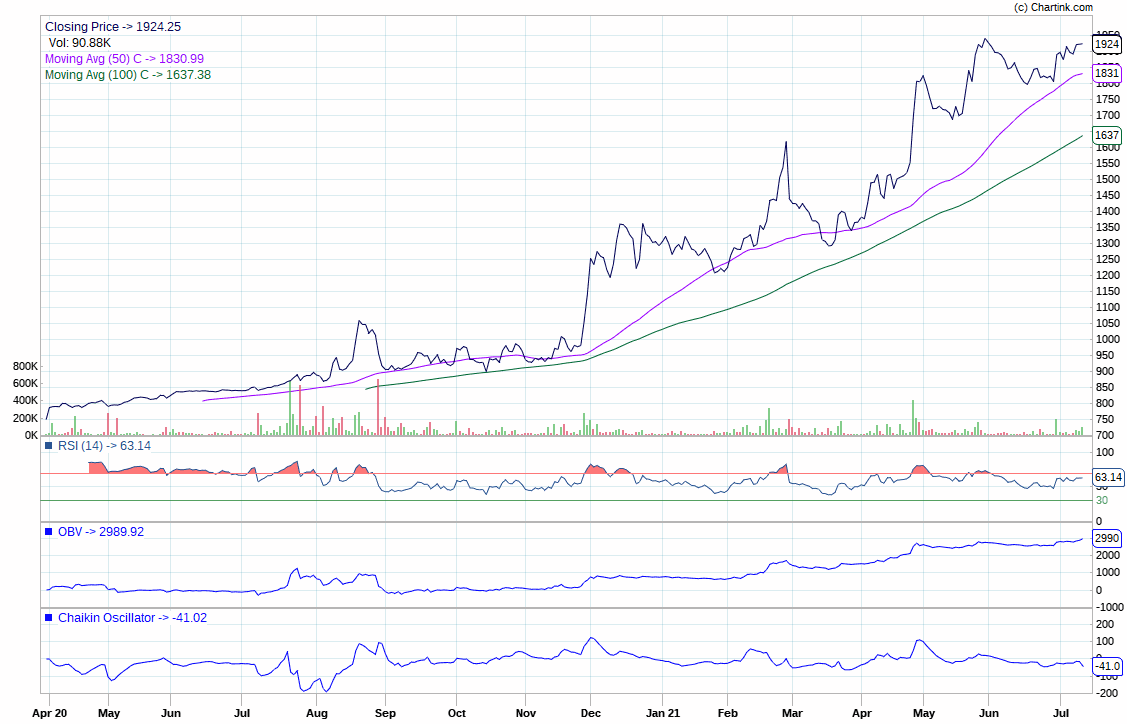 (c) Chartink.com
Closing Price -> 1924.25
Vol: 90.88K
Moving Avg (50) C -> 1830.99
Moving Avg (100) C -> 1637.38
1924
1831
1750
1700
1637
1600
1550
1500
1450
1400
1350
1300
1250
1200
1150
1100
1050
1000
950
900
850
800
750
700
800K
600K
400K
200K
0K
RSI (14) -> 63.14
100
63.14
30
0
OBV -> 2989.92
2990
2000
1000
0
-1000
Chaikin Oscillator -> -41.02
200
100
-41.0
-200
Apr 20 May Jun Jul Aug Sep Oct Nov Dec Jan 21 Feb Mar Apr May Jun Jul